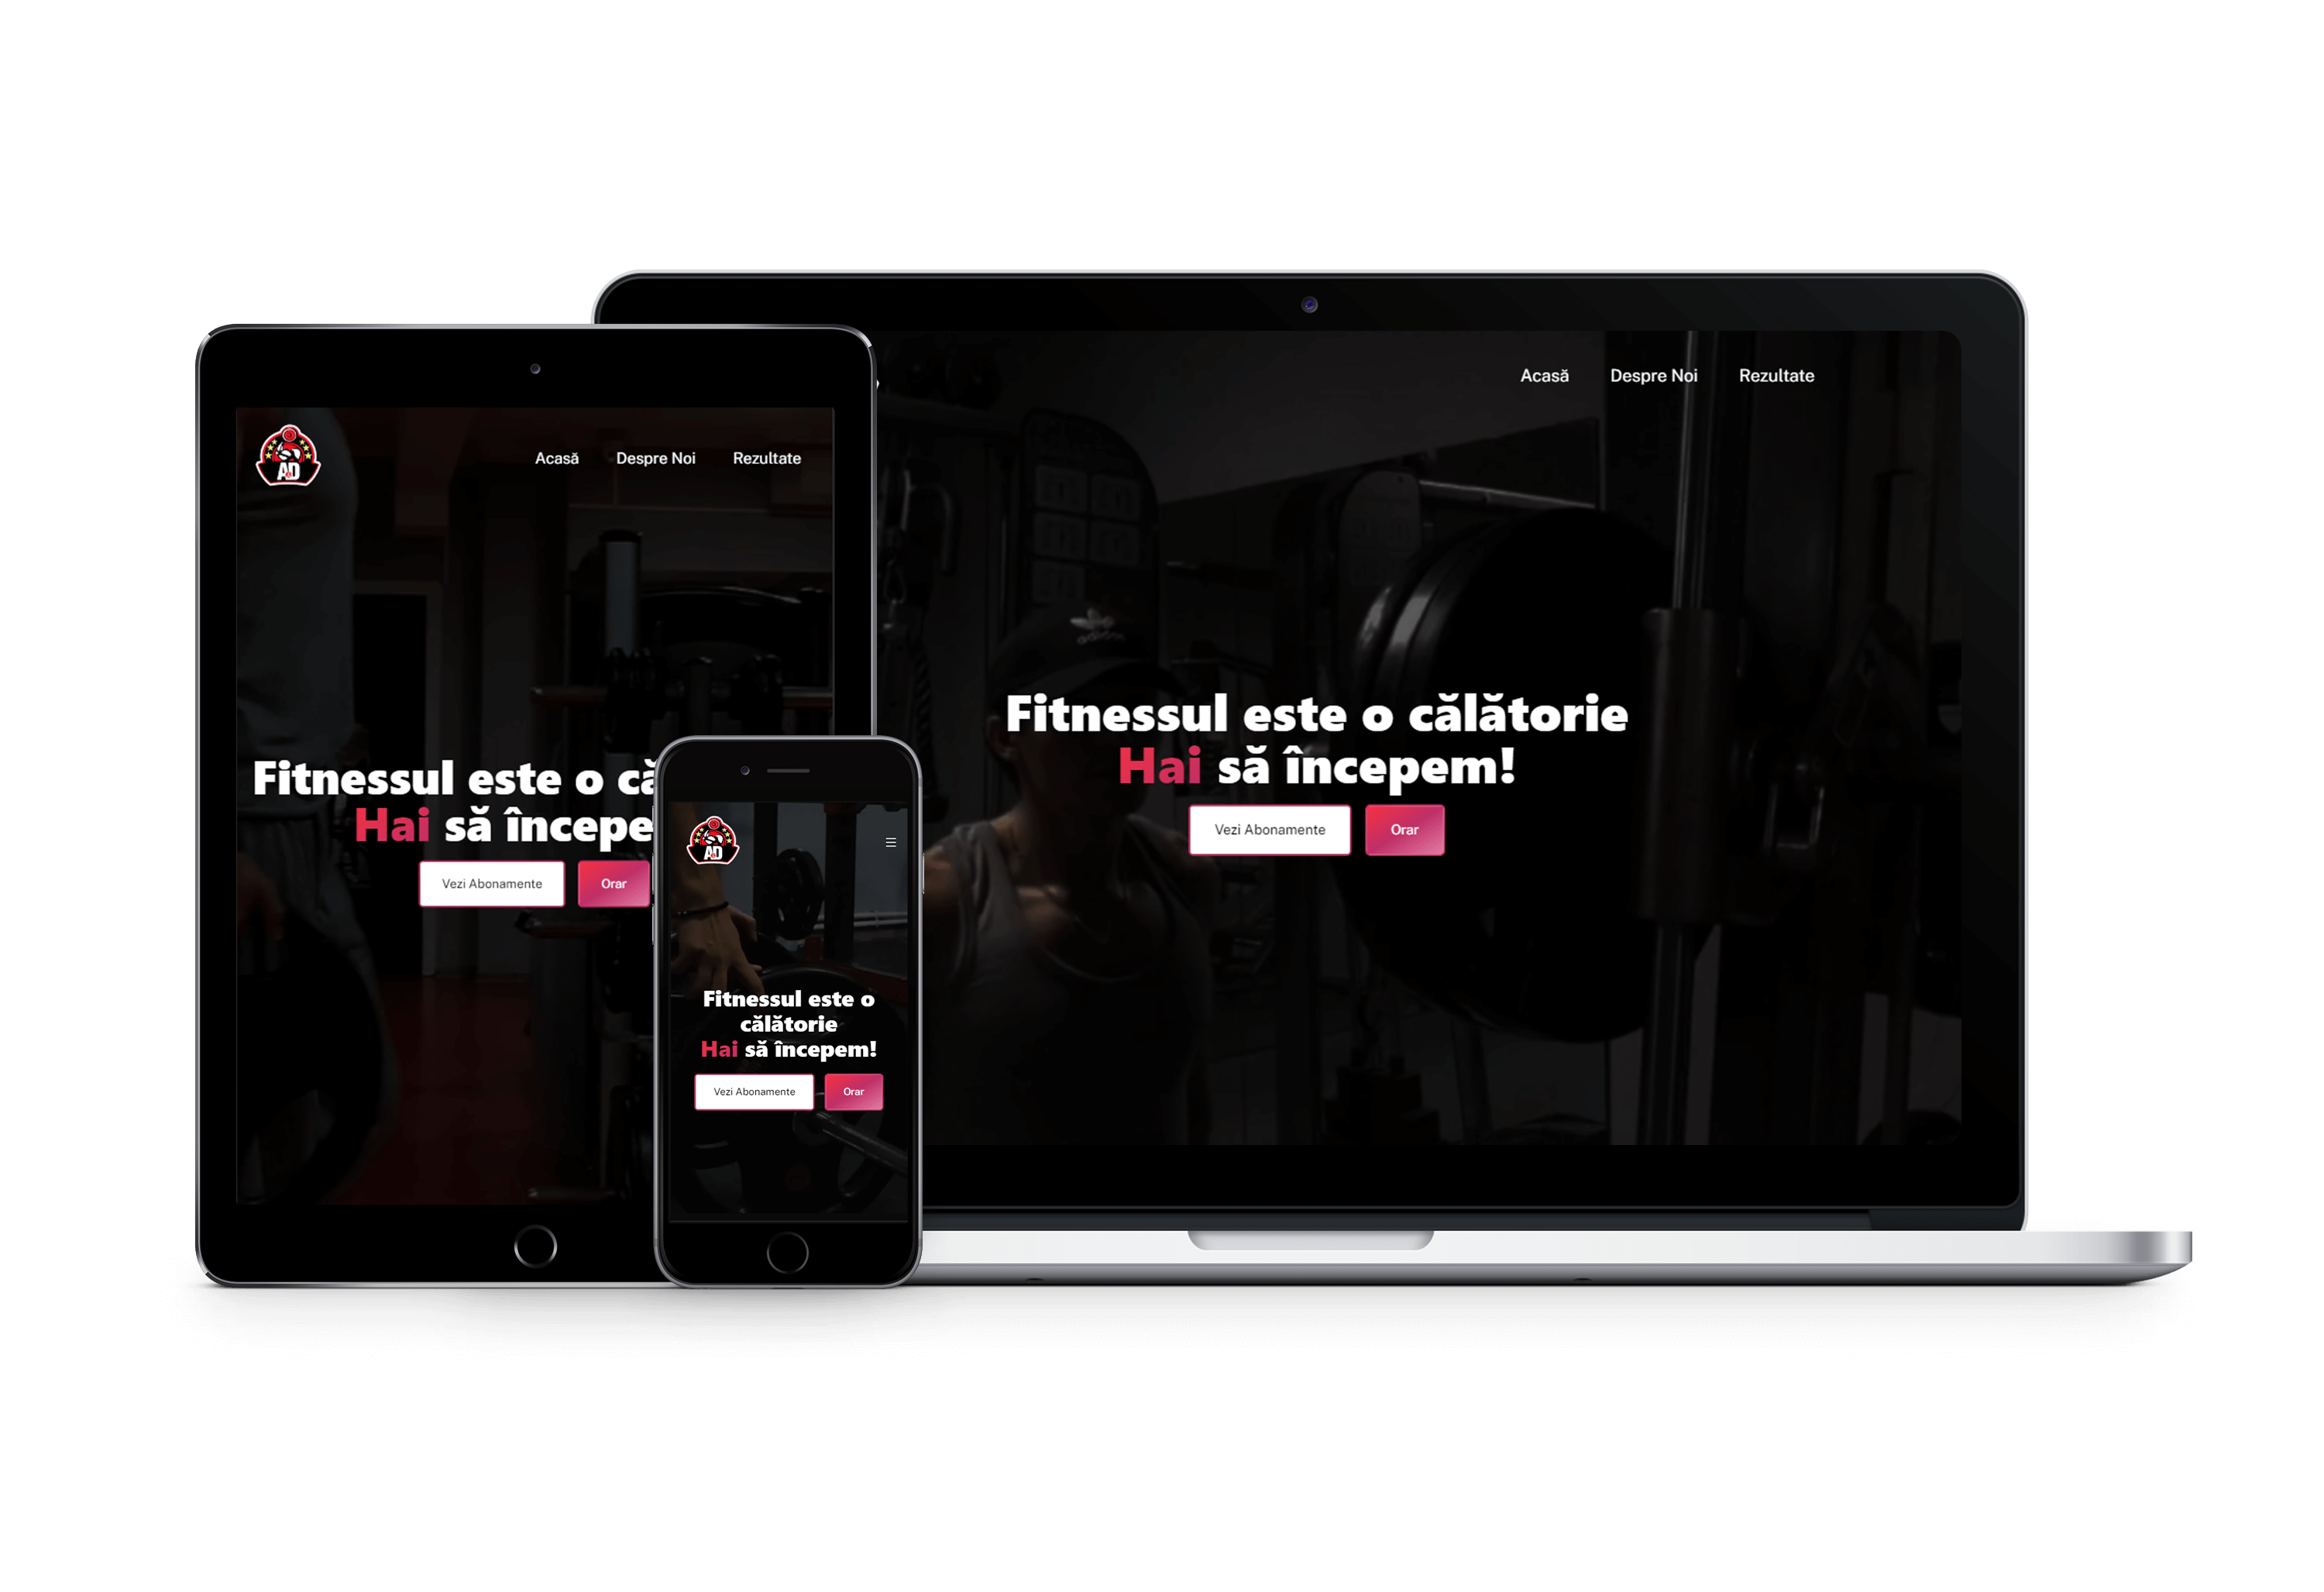 Acasă Despre Noi Rezultate
adidas
Fitnessul este o călătorie
Hai să începem!
Vezi Abonamente Orar
AD
Acasă Despre Noi Rezultate
Fitnessul este o că
Hai să începe
Vezi Abonamente Orar
AD
Fitnessul este o
călătorie
Hai să începem!
Vezi Abonamente Orar